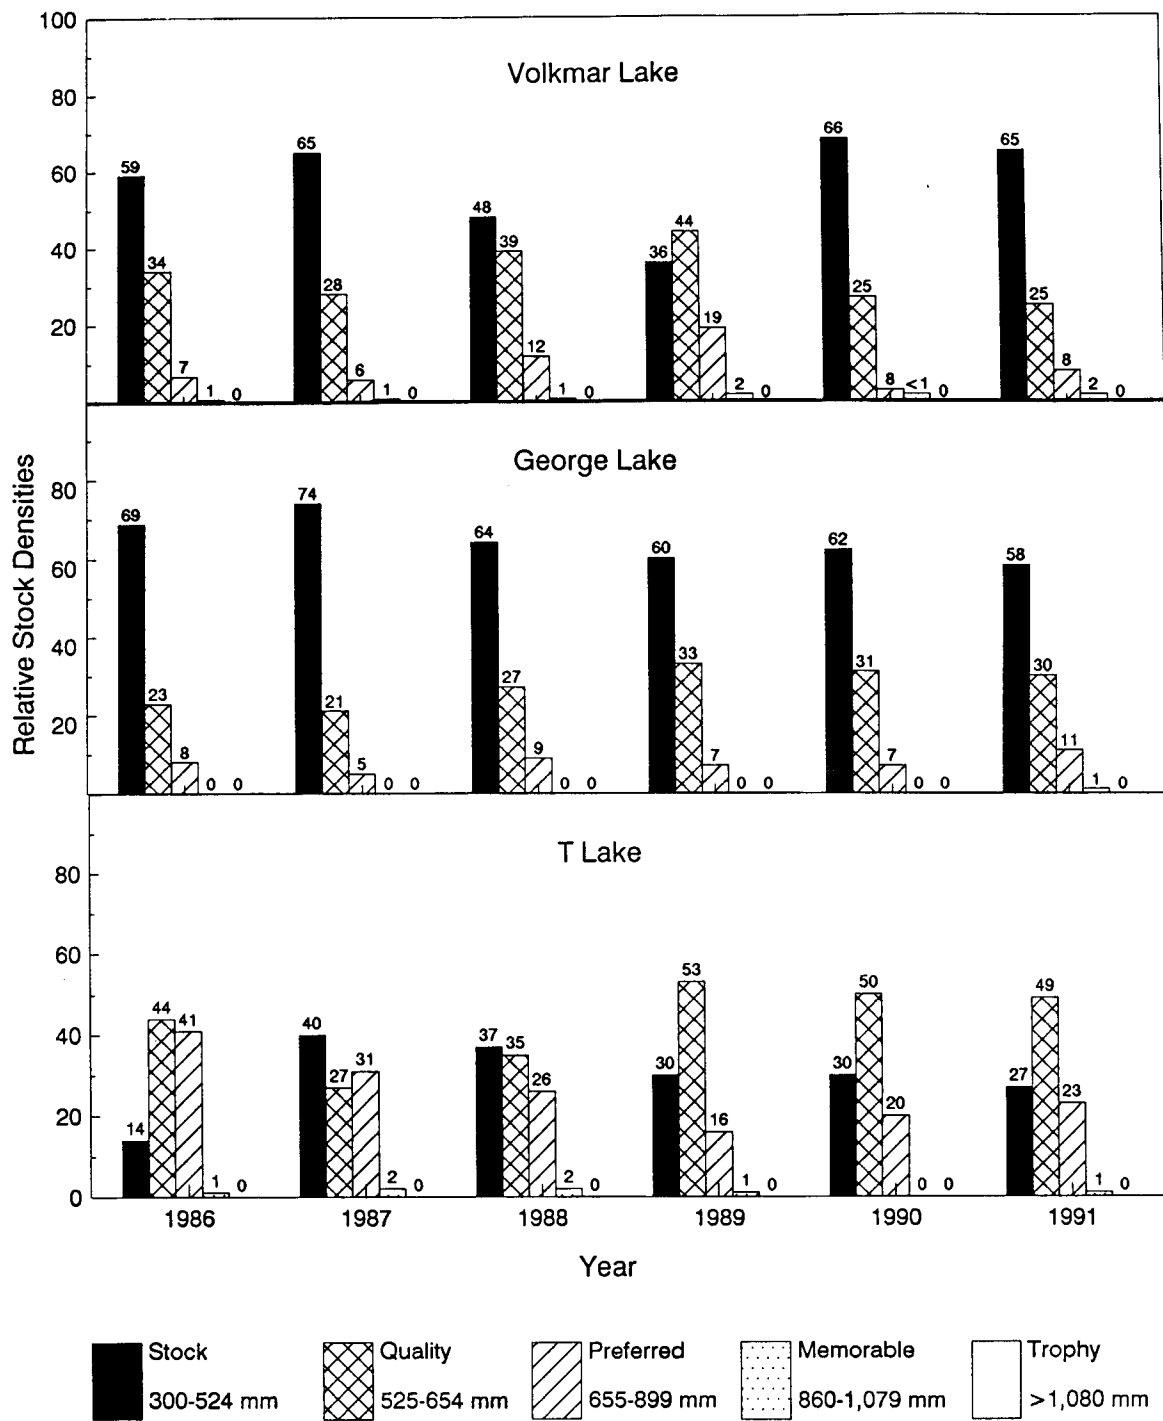 100
Volkmar Lake
80
60
40
20
59 34 7 1 0
65 28 6 1 0
48 39 12 1 0
36 44 19 2 0
66 25 8 <1 0
65 25 8 2 0
Relative Stock Densities
George Lake
80
60
40
20
69 23 8 0 0
74 21 5 0 0
64 27 9 0 0
60 33 7 0 0
62 31 7 0 0
58 30 11 1 0
T Lake
80
60
40
20
0
14 44 41 1 0
40 27 31 2 0
37 35 26 2 0
30 53 16 1 0
30 50 20 0 0
27 49 23 1 0
1986 1987 1988 1989 1990 1991
Year
Stock Quality Preferred Memorable Trophy
300-524 mm 525-654 mm 655-899 mm 860-1,079 mm >1,080 mm